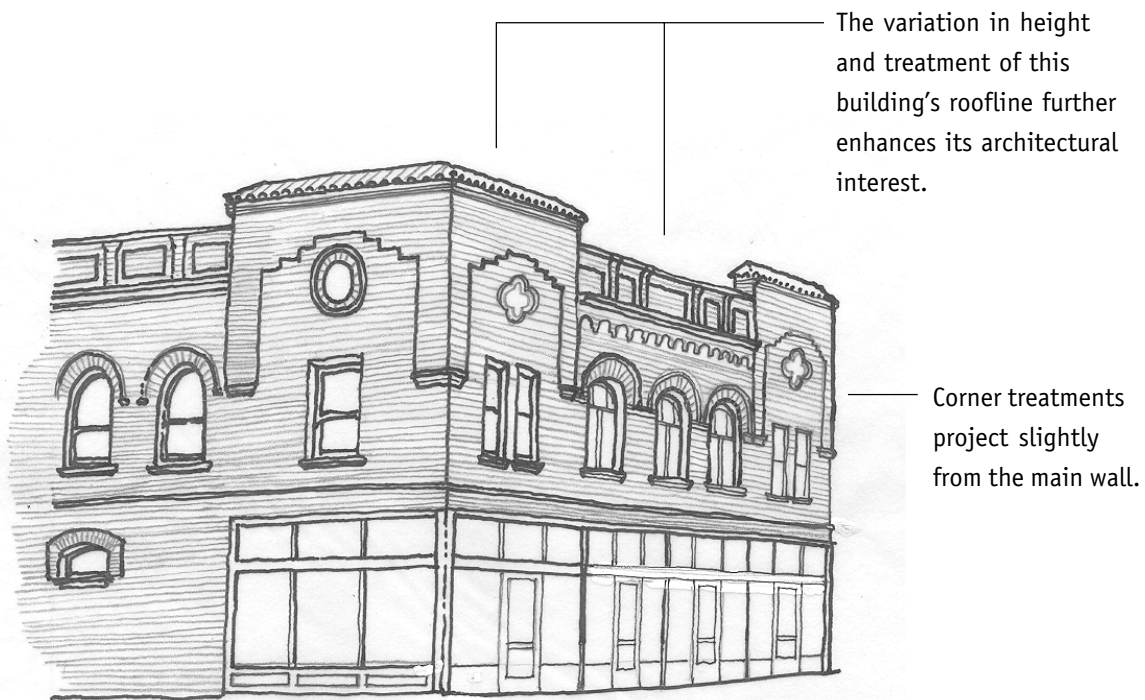 The variation in height
and treatment of this
building’s roofline further
enhances its architectural
interest.
Corner treatments
project slightly
from the main wall.